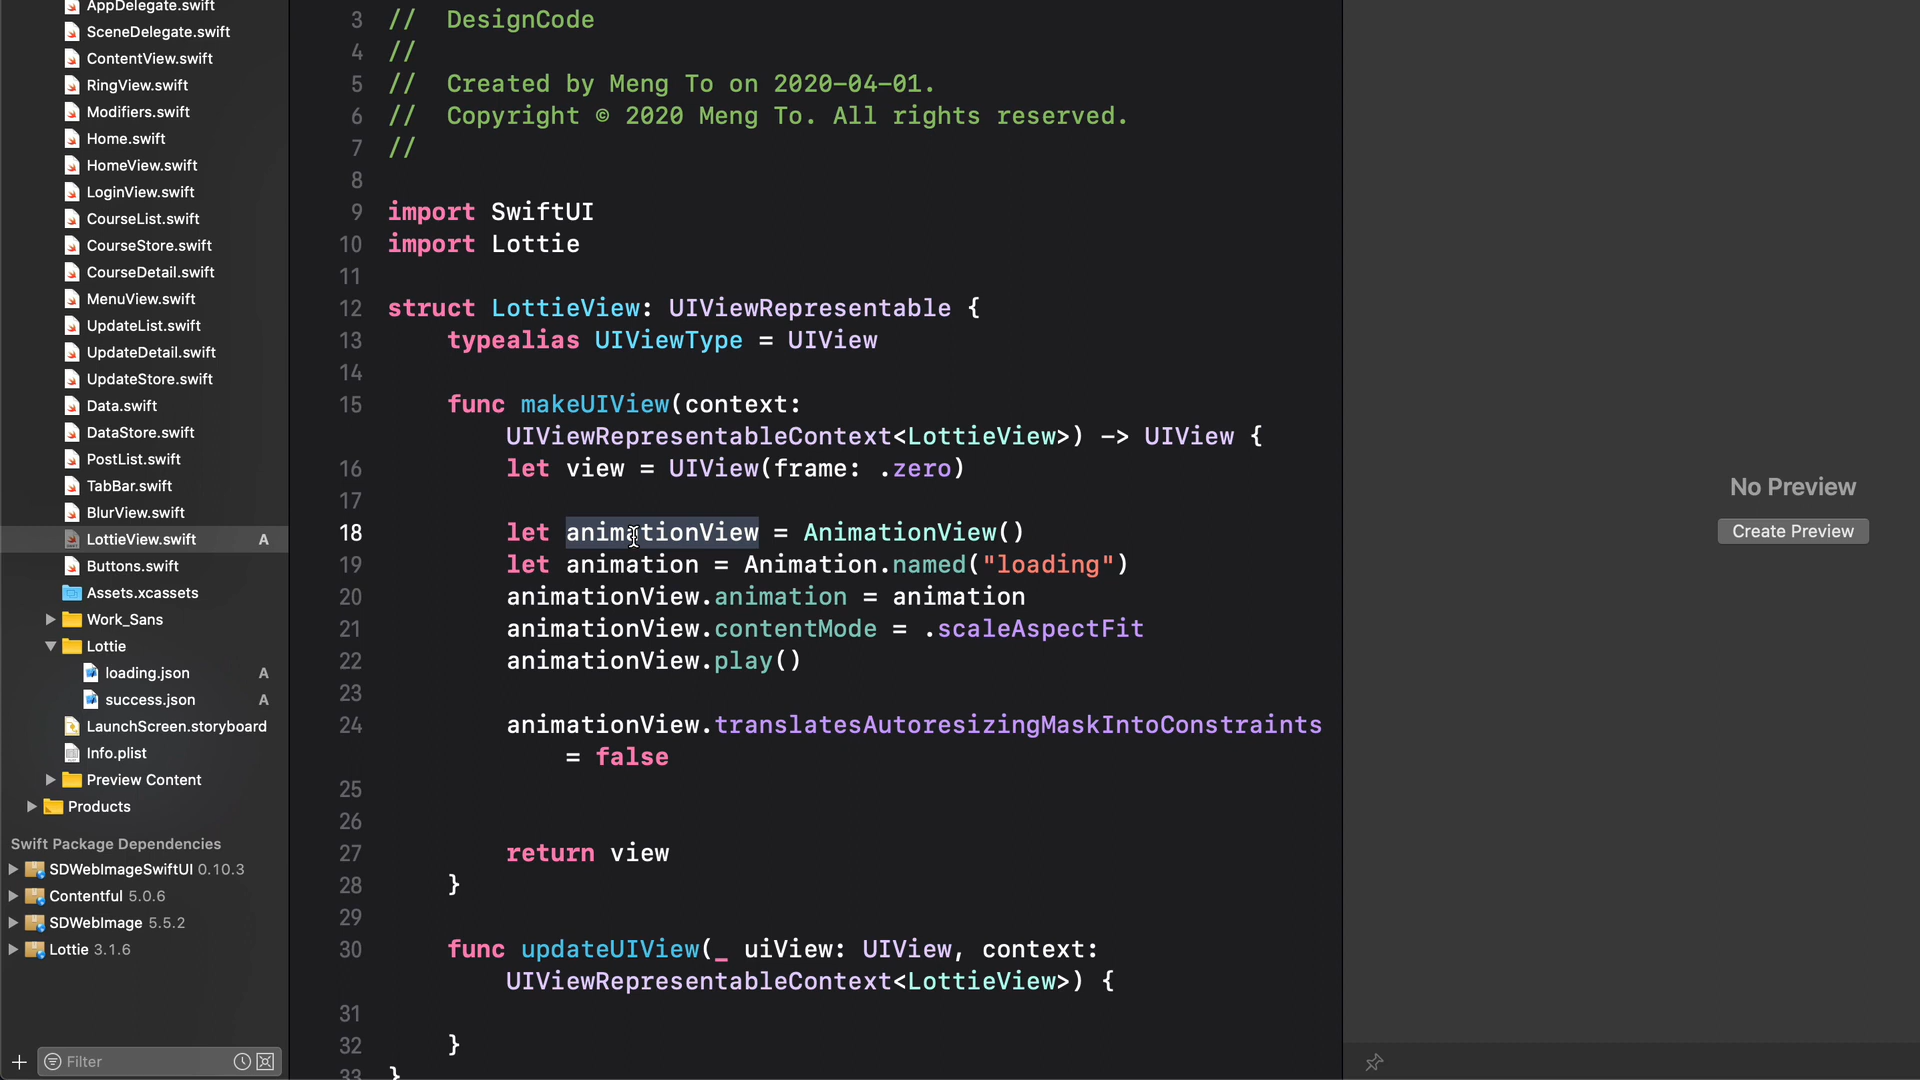 AppDelegate.swift
SceneDelegate.swift
ContentView.swift
RingView.swift
Modifiers.swift
Home.swift
HomeView.swift
LoginView.swift
CourseList.swift
CourseStore.swift
CourseDetail.swift
MenuView.swift
UpdateList.swift
UpdateDetail.swift
UpdateStore.swift
Data.swift
DataStore.swift
PostList.swift
TabBar.swift
BlurView.swift
LottieView.swift A
Buttons.swift
Assets.xcassets
Work_Sans
Lottie
loading.json A
success.json A
LaunchScreen.storyboard
Info.plist
Preview Content
Products
Swift Package Dependencies
SDWebImageSwiftUI 0.10.3
Contentful 5.0.6
SDWebImage 5.5.2
Lottie 3.1.6
Filter
3 //  DesignCode
4 //
5 //  Created by Meng To on 2020-04-01.
6 //  Copyright © 2020 Meng To. All rights reserved.
7 //
8
9 import SwiftUI
10 import Lottie
11
12 struct LottieView: UIViewRepresentable {
13     typealias UIViewType = UIView
14
15     func makeUIView(context:
UIViewRepresentableContext<LottieView>) -> UIView {
16         let view = UIView(frame: .zero)
17
18         let animationView = AnimationView()
19         let animation = Animation.named("loading")
20         animationView.animation = animation
21         animationView.contentMode = .scaleAspectFit
22         animationView.play()
23
24         animationView.translatesAutoresizingMaskIntoConstraints
= false
25
26
27         return view
28     }
29
30     func updateUIView(_ uiView: UIView, context:
UIViewRepresentableContext<LottieView>) {
31
32     }
33 }
No Preview
Create Preview